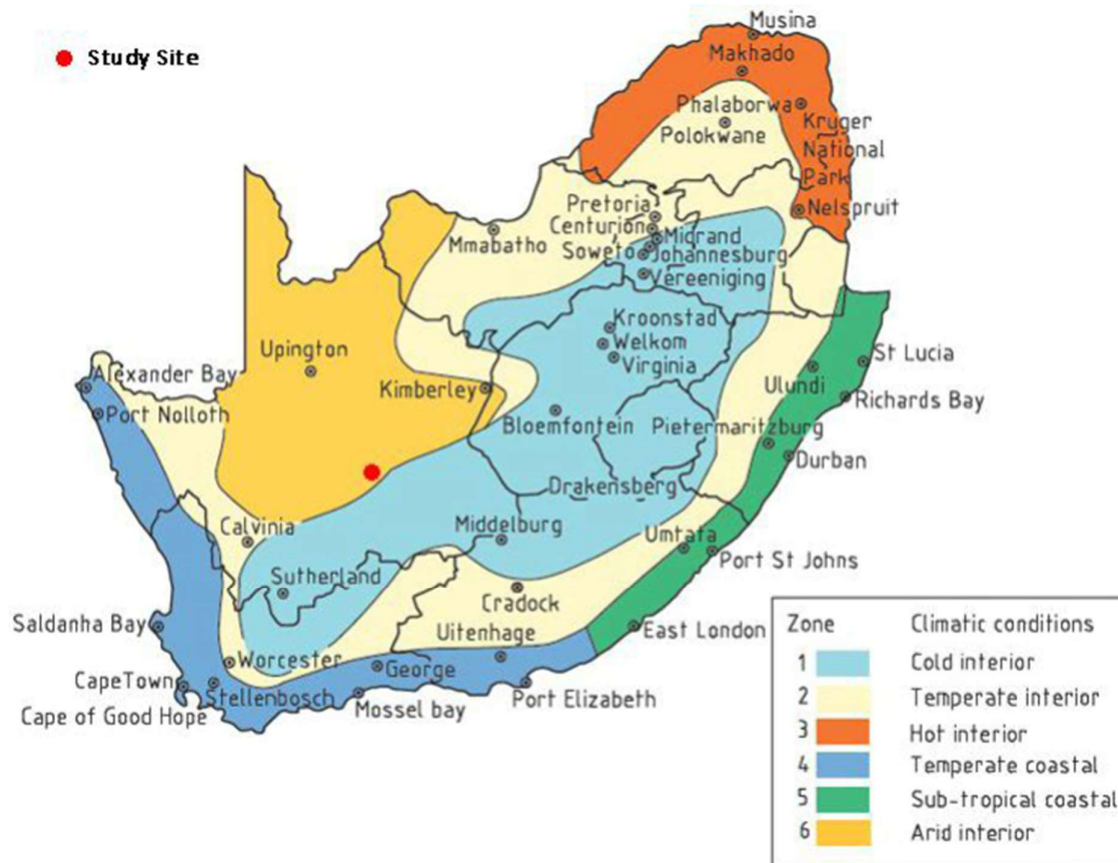 Study Site
Musina
Makhado
Phalaborwa
Polokwane
Kruger
National
Park
Pretoria
Nelspruit
Centurion
Mmabatho
Midrand
Soweto
Johannesburg
Vereeniging
Kroonstad
Upington
Welkom
Virginia
St Lucia
Alexander Bay
Kimberley
Ulundi
Port Nolloth
Richards Bay
Bloemfontein
Pietermaritzburg
Durban
Drakensberg
Calvinia
Middelburg
Umtata
Port St Johns
Sutherland
Cradock
Saldanha Bay
Uitenhage
East London
Worcester
George
CapeTown
Stellenbosch
Port Elizabeth
Cape of Good Hope
Mossel bay
Zone Climatic conditions
1 Cold interior
2 Temperate interior
3 Hot interior
4 Temperate coastal
5 Sub-tropical coastal
6 Arid interior